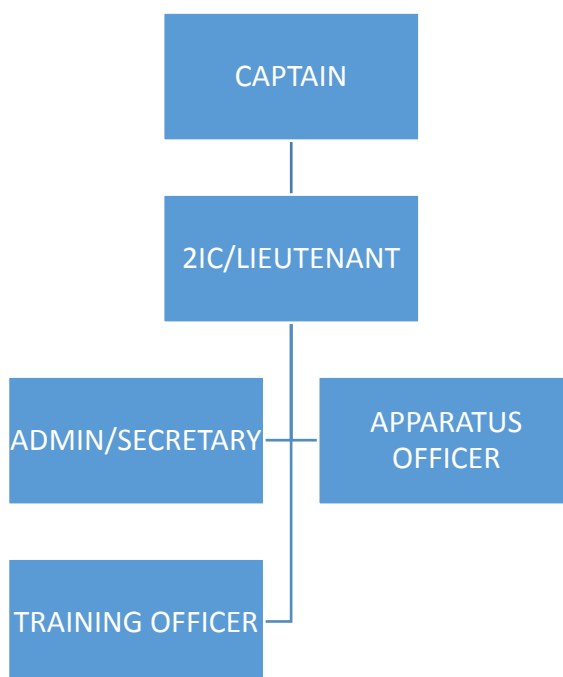 CAPTAIN
2IC/LIEUTENANT
ADMIN/SECRETARY
APPARATUS
OFFICER
TRAINING OFFICER